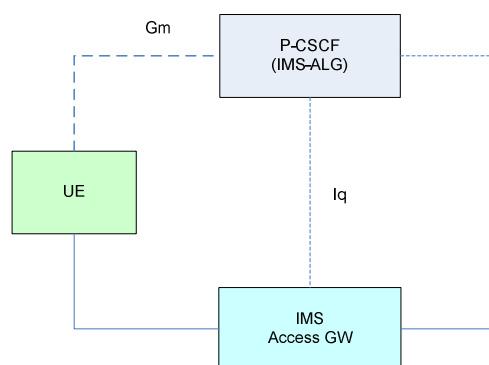 Gm
P-CSCF
(IMS-ALG)
UE
Iq
IMS
Access GW